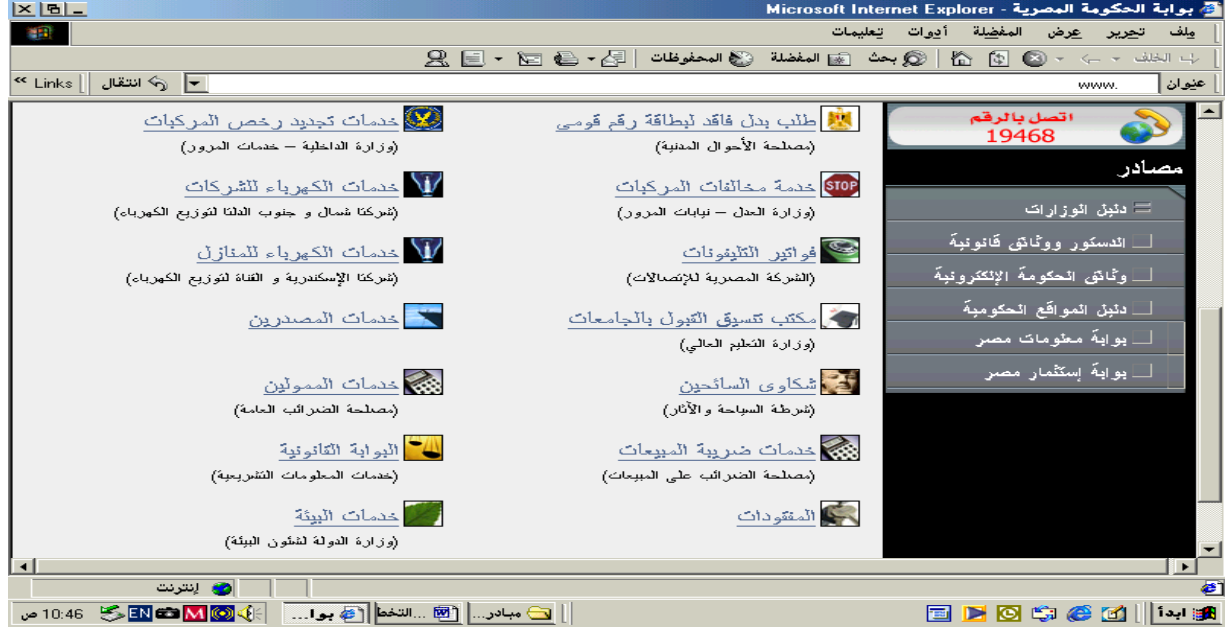 بوابة الحكومة المصرية - Microsoft Internet Explorer
ملف تحرير عرض المفضلة أدوات تعليمات
الخلف بحث المفضلة المحفوظات
عنوان www. انتقال Links »
اتصل بالرقم
19468
مصادر
دليل الوزارات
الدستور ووثائق قانونية
وثائق الحكومة الإلكترونية
دليل المواقع الحكومية
بوابة معلومات مصر
بوابة إستثمار مصر
طلب بدل فاقد لبطاقة رقم قومى
(مصلحة الأحوال المدنية)
STOP خدمة مخالفات المركبات
(وزارة العدل – نيابات المرور)
فواتير التليفونات
(الشركة المصرية للإتصالات)
مكتب تنسيق القبول بالجامعات
(وزارة التعليم العالي)
شكاوى السائحين
(شرطة السياحة و الآثار)
خدمات ضريبة المبيعات
(مصلحة الضرائب على المبيعات)
المفقودات
خدمات تجديد رخص المركبات
(وزارة الداخلية – خدمات المرور)
خدمات الكهرباء للشركات
(شركتا شمال و جنوب الدلتا لتوزيع الكهرباء)
خدمات الكهرباء للمنازل
(شركتا الإسكندرية و القناة لتوزيع الكهرباء)
خدمات المصدرين
خدمات الممولين
(مصلحة الضرائب العامة)
البوابة القانونية
(خدمات المعلومات التشريعية)
خدمات البيئة
(وزارة الدولة لشئون البيئة)
إنترنت
ابدأ مبادر... التخط... بوا... EN 10:46 ص